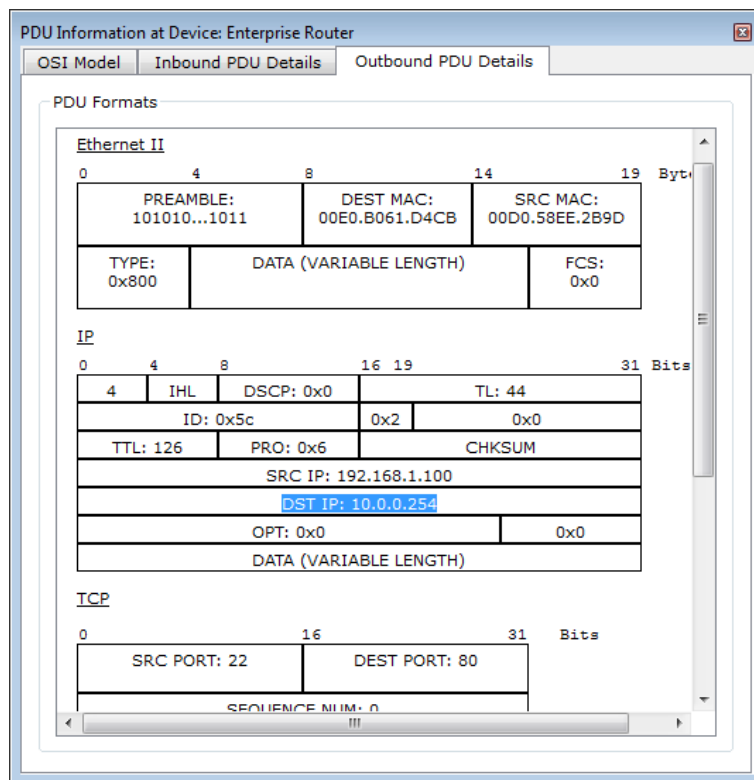 PDU Information at Device: Enterprise Router
OSI Model Inbound PDU Details Outbound PDU Details
PDU Formats
Ethernet II
0 4 8 14 19 Byt
PREAMBLE: DEST MAC: SRC MAC:
101010...1011 00E0.B061.D4CB 00D0.58EE.2B9D
TYPE: DATA (VARIABLE LENGTH) FCS:
0x800 0x0
IP
0 4 8 16 19 31 Bits
4 IHL DSCP: 0x0 TL: 44
ID: 0x5c 0x2 0x0
TTL: 126 PRO: 0x6 CHKSUM
SRC IP: 192.168.1.100
DST IP: 10.0.0.254
OPT: 0x0 0x0
DATA (VARIABLE LENGTH)
TCP
0 16 31 Bits
SRC PORT: 22 DEST PORT: 80
SEQUENCE NUM: 0